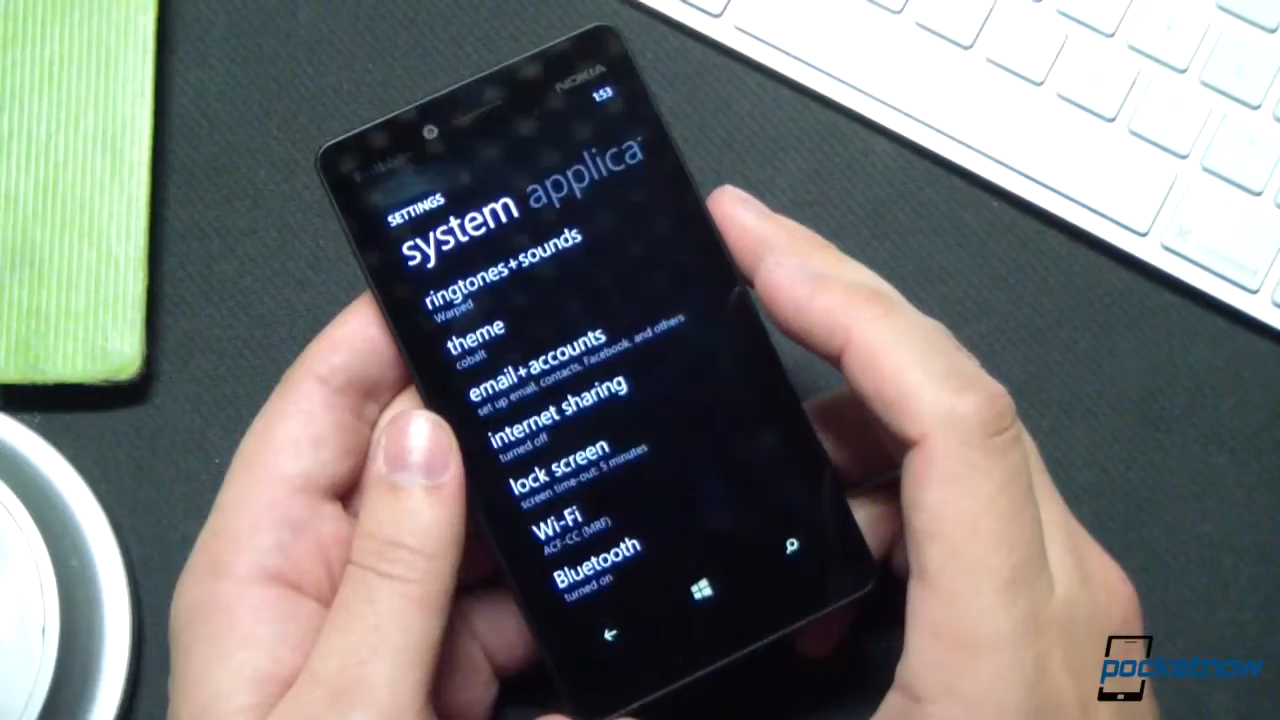 NOKIA
1:53
SETTINGS
system applica
ringtones+sounds
Warped
theme
cobalt
email+accounts
set up email, contacts, Facebook, and others
internet sharing
turned off
lock screen
screen time-out: 5 minutes
Wi-Fi
ACF-CC (MRF)
Bluetooth
turned on
pocketnow